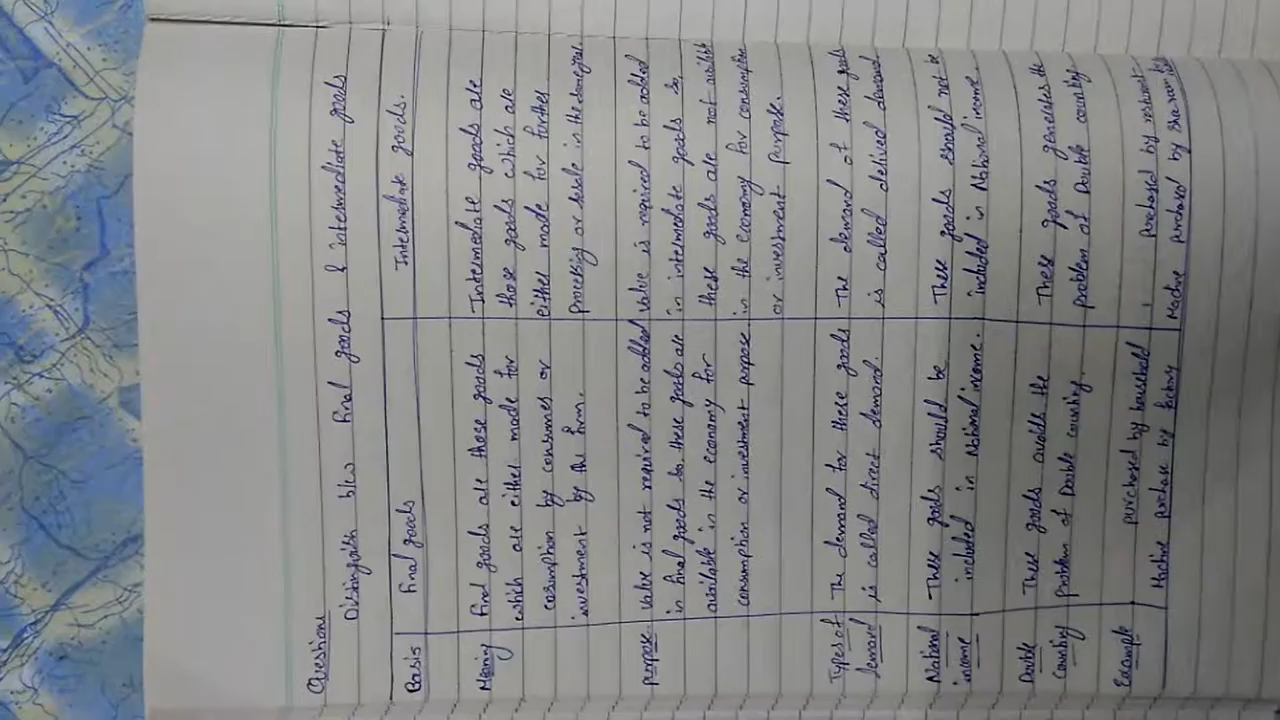 Question
Distinguish b/w final goods & intermediate goods
Basis final goods Intermediate goods.
Meaning final goods are those goods Intermediate goods are
which are either made for those goods which are
cosumption by consumes or either made for further
investment by the firm. processing or resale in the same year
purpose. value is not required to be added value is required to be added
in final goods so, these goods are in intermediate goods so,
available in the economy for these goods are not
consumption or investment purpose in the economy for consumption
or investment purpose.
Types of The demand for these goods The demand of these goods
demand is called direct demand. is called derived demand.
National These goods should be These goods should not be
income included in National income. included in National income.
Double These goods avoids the These goods generates the
counting problem of Double counting. problem of Double counting.
Example purchased by household purchased by
Machine purchase by factory Machine purchased by